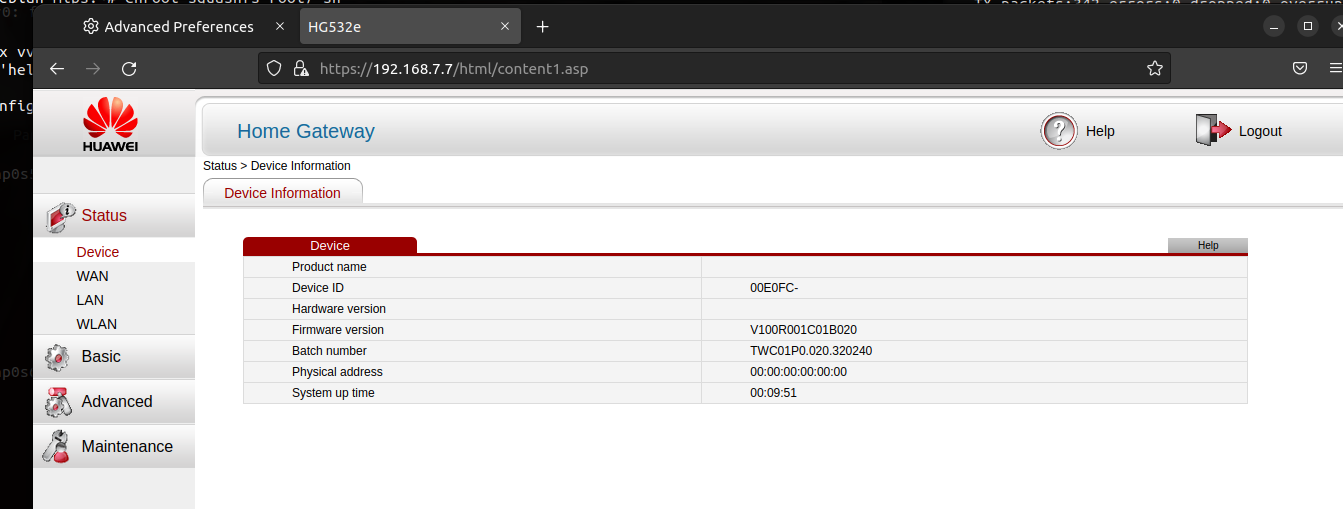 Advanced Preferences
HG532e
https://192.168.7.7/html/content1.asp
HUAWEI
Home Gateway
Help
Logout
Status > Device Information
Device Information
Status
Device
WAN
LAN
WLAN
Basic
Advanced
Maintenance
Device
Help
Product name
Device ID 00E0FC-
Hardware version
Firmware version V100R001C01B020
Batch number TWC01P0.020.320240
Physical address 00:00:00:00:00:00
System up time 00:09:51